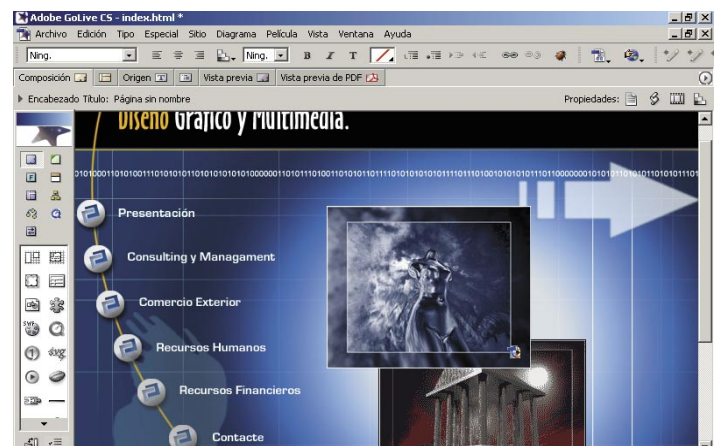 Adobe GoLive CS - index.html *
Archivo Edición Tipo Especial Sitio Diagrama Película Vista Ventana Ayuda
Ning. Ning. B I T
Composición Origen Vista previa Vista previa de PDF
Encabezado Título: Página sin nombre Propiedades:
Diseño Gráfico y Multimedia.
Presentación
Consulting y Managament
Comercio Exterior
Recursos Humanos
Recursos Financieros
Contacte